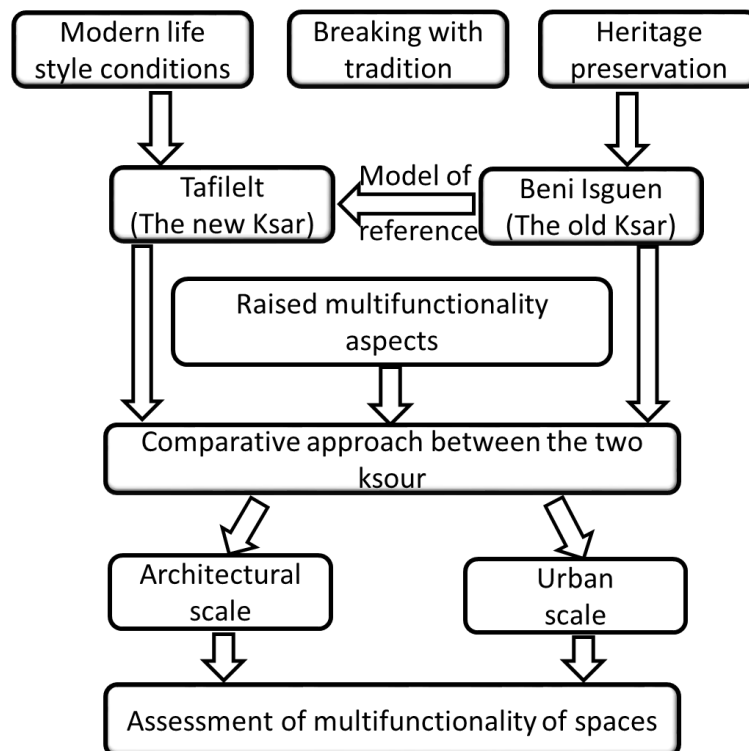 Modern life
style conditions
Breaking with
tradition
Heritage
preservation
Tafilelt
(The new Ksar)
Model of
reference
Beni Isguen
(The old Ksar)
Raised multifunctionality
aspects
Comparative approach between the two
ksour
Architectural
scale
Urban
scale
Assessment of multifunctionality of spaces